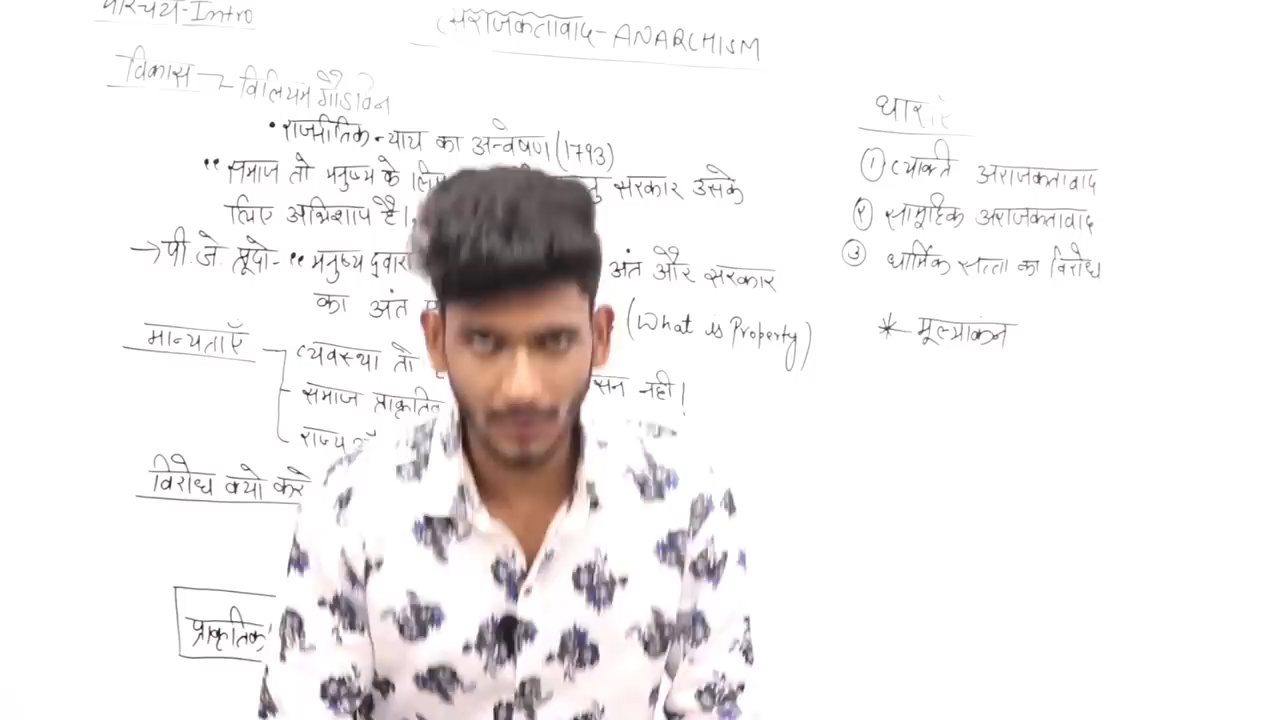 परिचय-Intro
अराजकतावाद-ANARCHISM
विकास → विलियम गौडविन
• राजनीतिक न्याय का अन्वेषण (1793)
"समाज तो मनुष्य के सरकार उसके
लिए अभिशाप है।
→ पी.जे. प्रूदो- "मनुष्य द्वारा अंत और सरकार
का अंत (What is Property)
मान्यताएँ
व्यवस्था तो
समाज सन नही!
राज्य
विरोध क्यो करे
प्राकृतिक
धाराएं
① व्यक्ति अराजकतावाद
② सामूहिक अराजकतावाद
③ धार्मिक सत्ता का विरोध
* मूल्यांकन